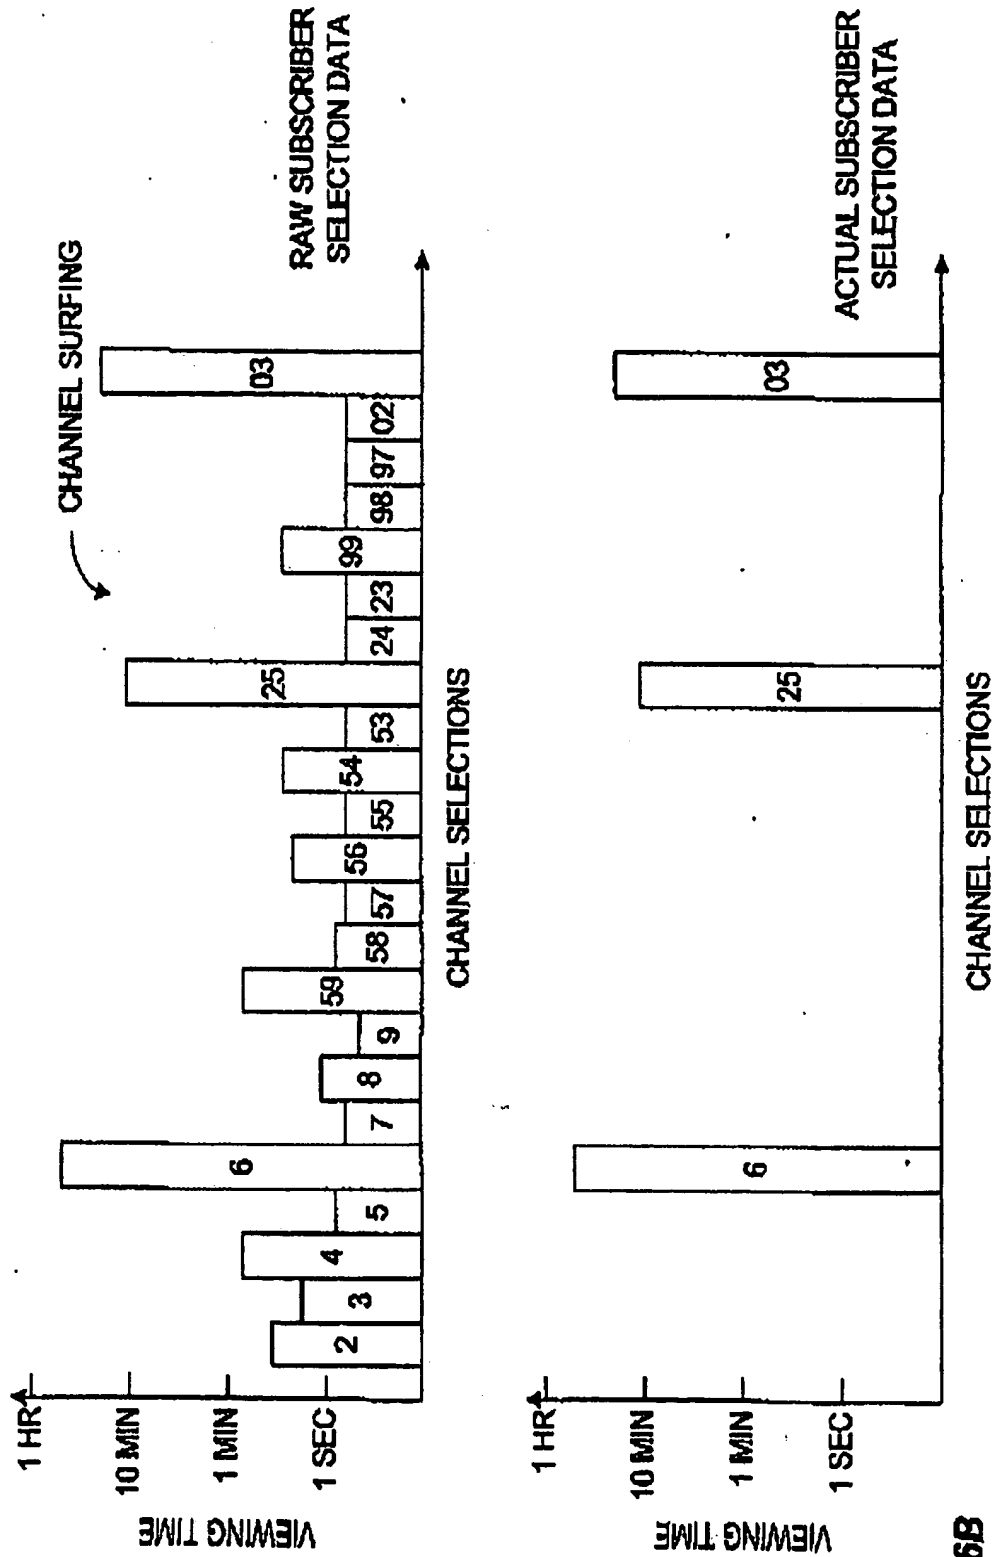 CHANNEL SURFING
RAW SUBSCRIBER
SELECTION DATA
VIEWING TIME
1 HR
10 MIN
1 MIN
1 SEC
2
3
4
5
6
7
8
9
59
58
57
56
55
54
53
25
24
23
99
98
97
02
03
CHANNEL SELECTIONS
ACTUAL SUBSCRIBER
SELECTION DATA
VIEWING TIME
1 HR
10 MIN
1 MIN
1 SEC
6
25
03
CHANNEL SELECTIONS
6B